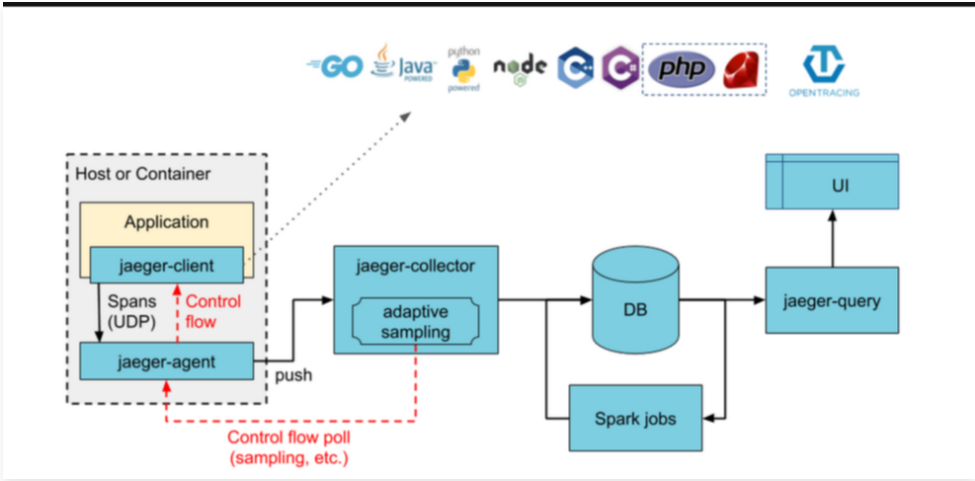 GO
Java
POWERED
python
powered
node
JS
C++
C#
php
OPENTRACING
Host or Container
Application
jaeger-client
Spans
(UDP)
Control
flow
jaeger-agent
push
jaeger-collector
adaptive
sampling
Control flow poll
(sampling, etc.)
DB
Spark jobs
jaeger-query
UI